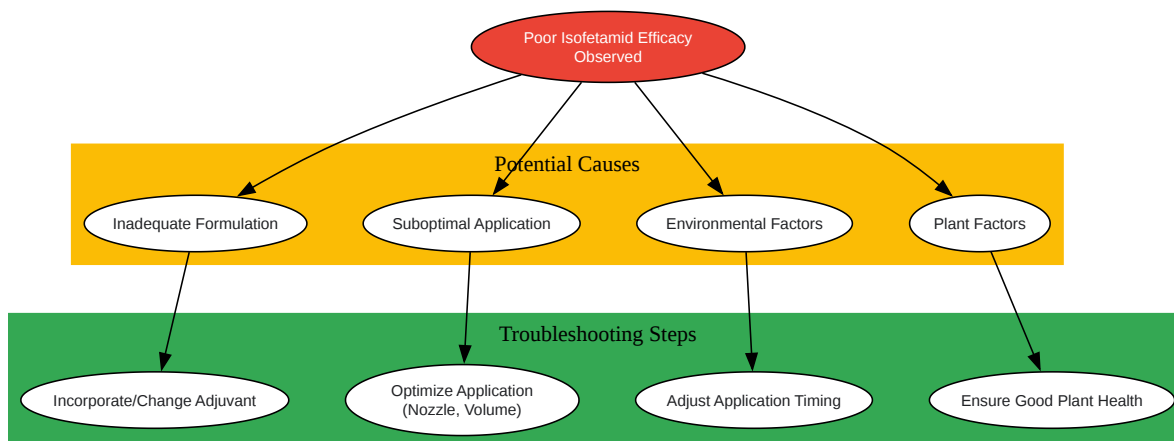 Poor Isofetamid Efficacy
Observed
Potential Causes
Inadequate Formulation
Suboptimal Application
Environmental Factors
Plant Factors
Troubleshooting Steps
Incorporate/Change Adjuvant
Optimize Application
(Nozzle, Volume)
Adjust Application Timing
Ensure Good Plant Health